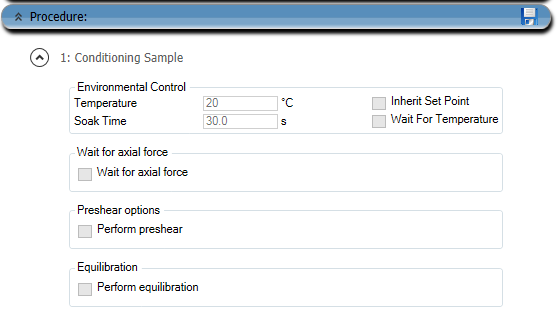 Procedure:
1: Conditioning Sample
Environmental Control
Temperature 20 °C Inherit Set Point
Soak Time 30.0 s Wait For Temperature
Wait for axial force
Wait for axial force
Preshear options
Perform preshear
Equilibration
Perform equilibration